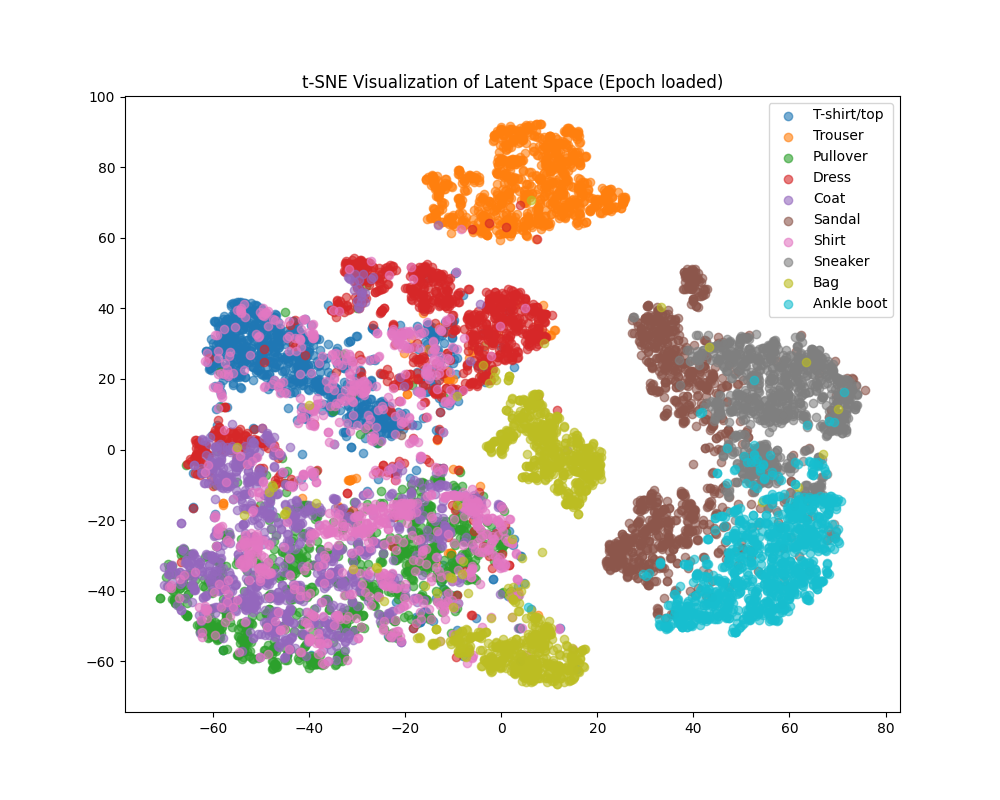 t-SNE Visualization of Latent Space (Epoch loaded)
100
80
60
40
20
0
−20
−40
−60
−60 −40 −20 0 20 40 60 80
T-shirt/top
Trouser
Pullover
Dress
Coat
Sandal
Shirt
Sneaker
Bag
Ankle boot